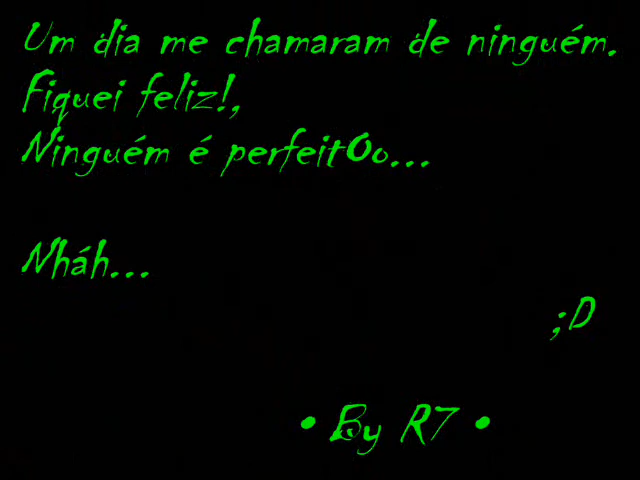 Um dia me chamaram de ninguém.
Fiquei feliz!,
Ninguém é perfeitOo...
Nháh...
;D
• By R7 •